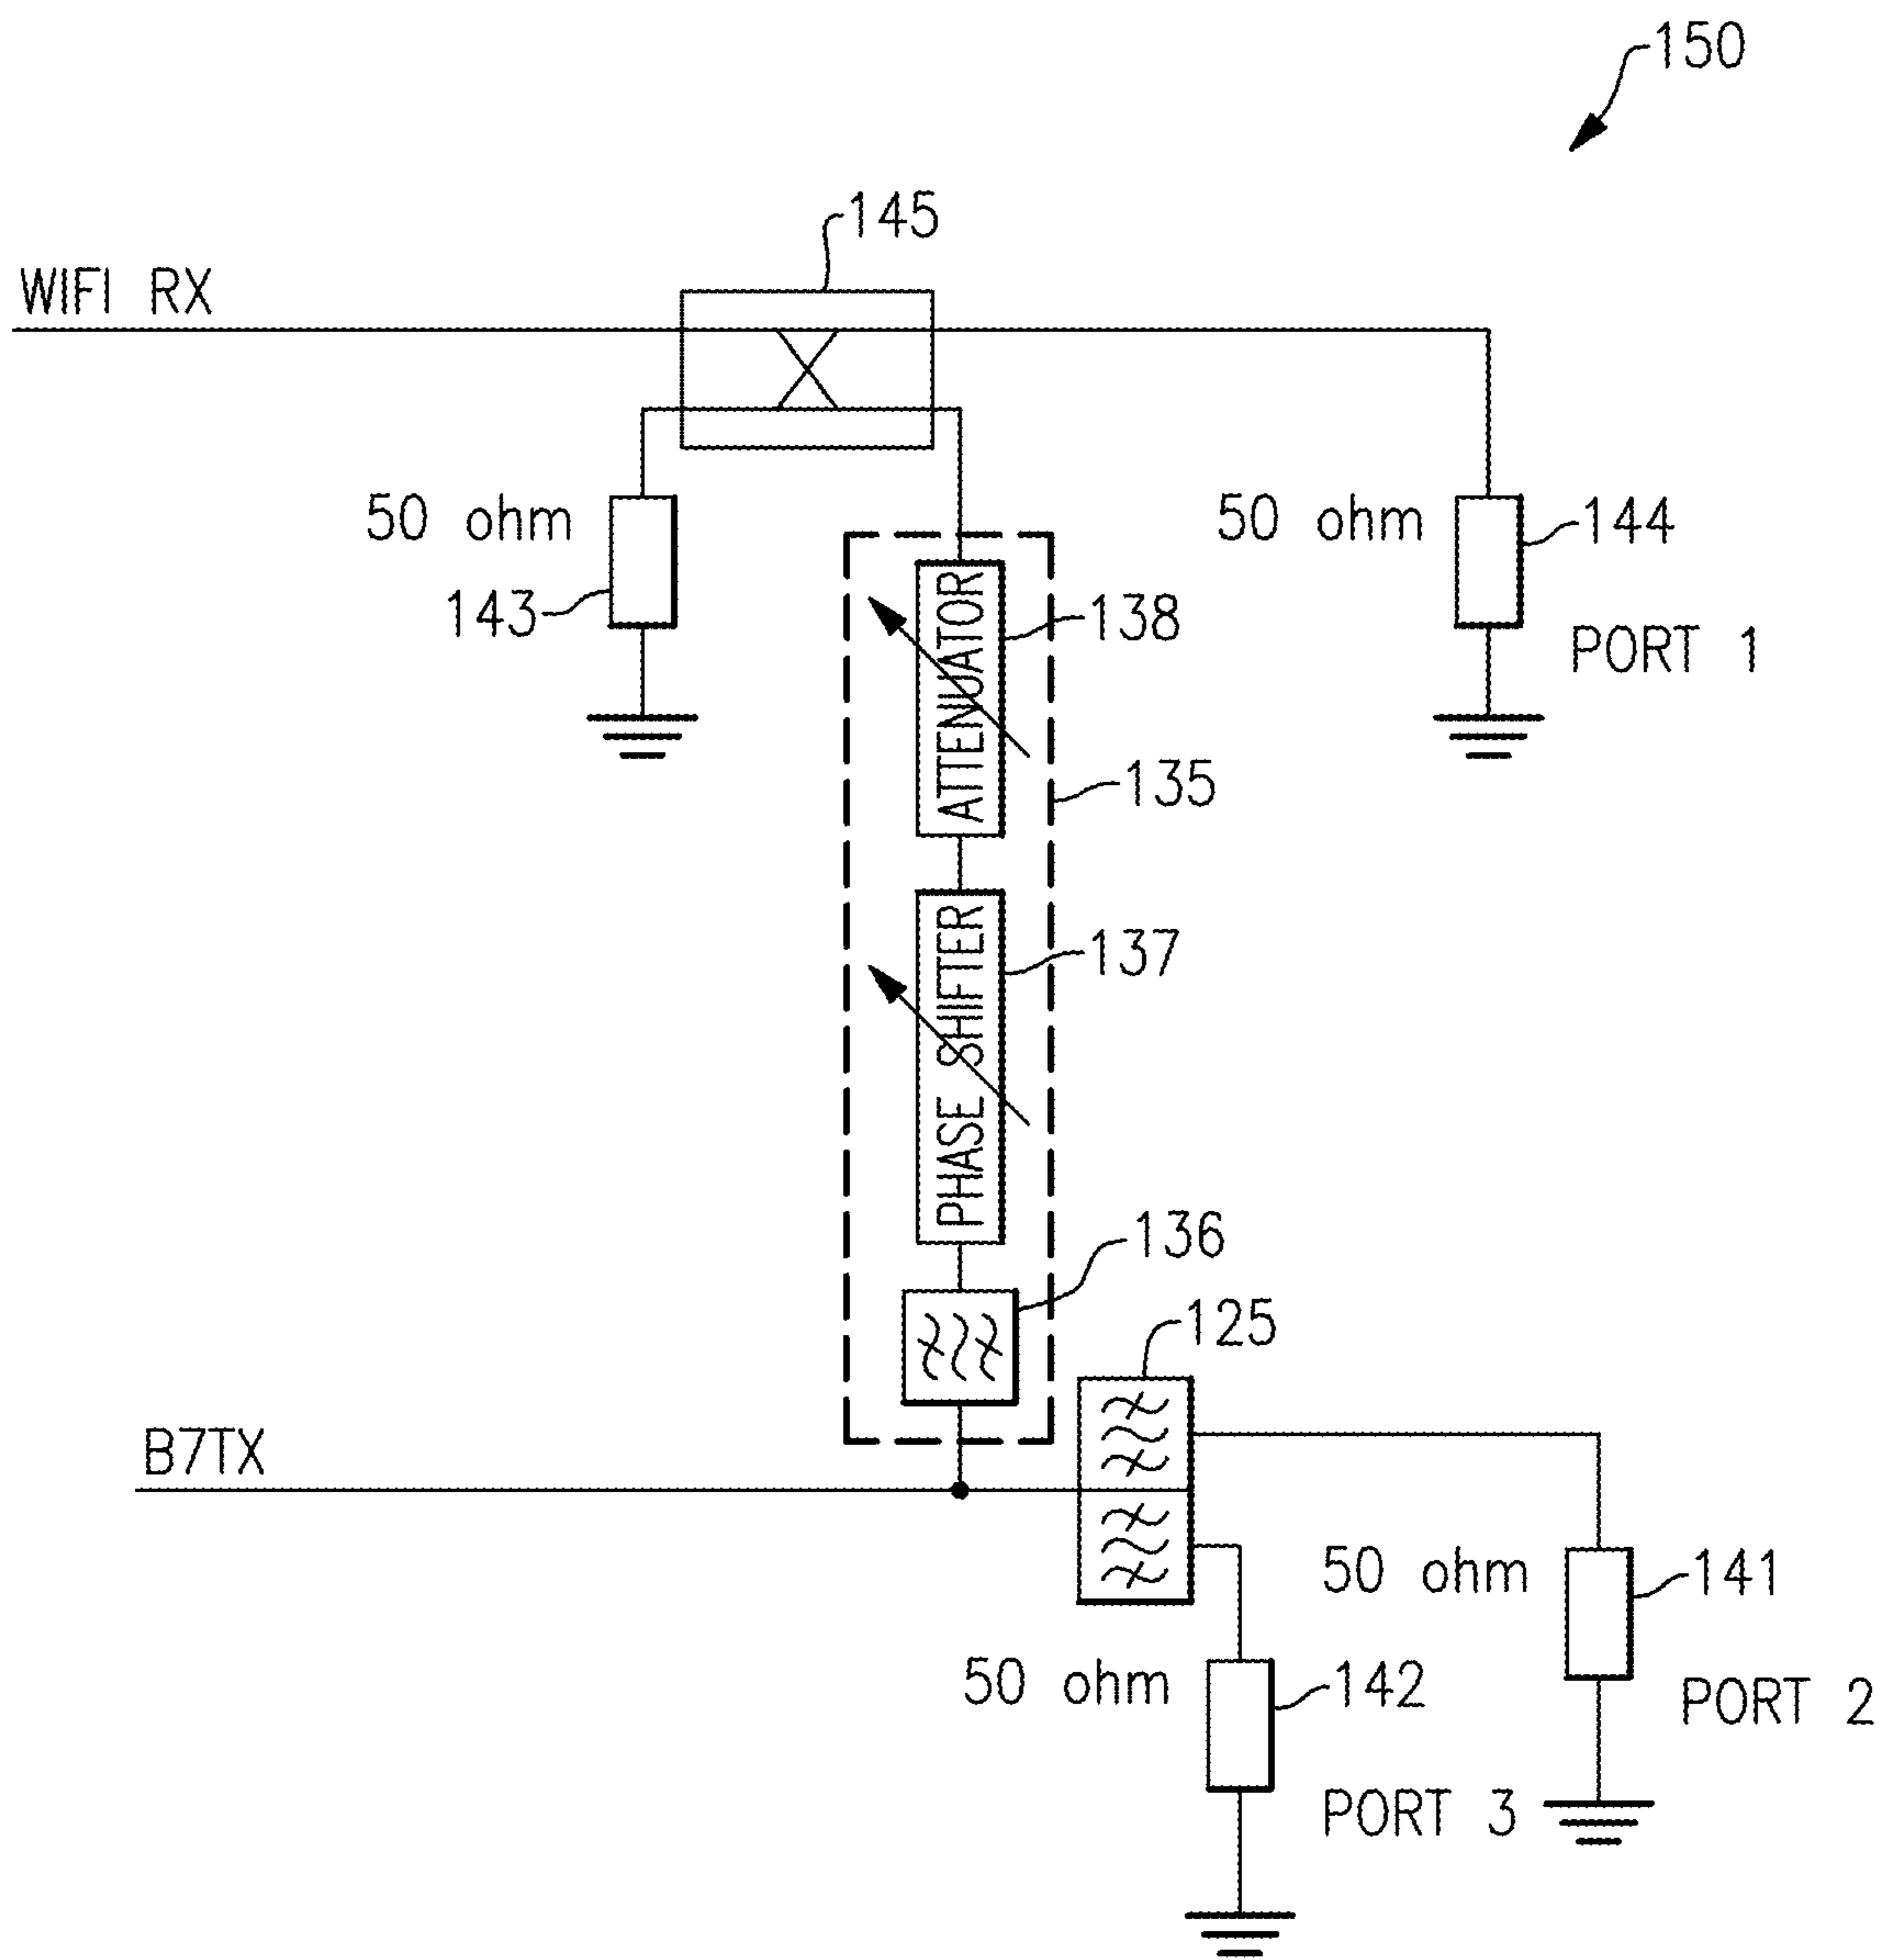 150
145
WIFI RX
50 ohm
50 ohm
144
143
138
ATTENUATOR
PORT 1
135
PHASE SHIFTER
137
136
125
B7TX
50 ohm
141
50 ohm
142
PORT 2
PORT 3